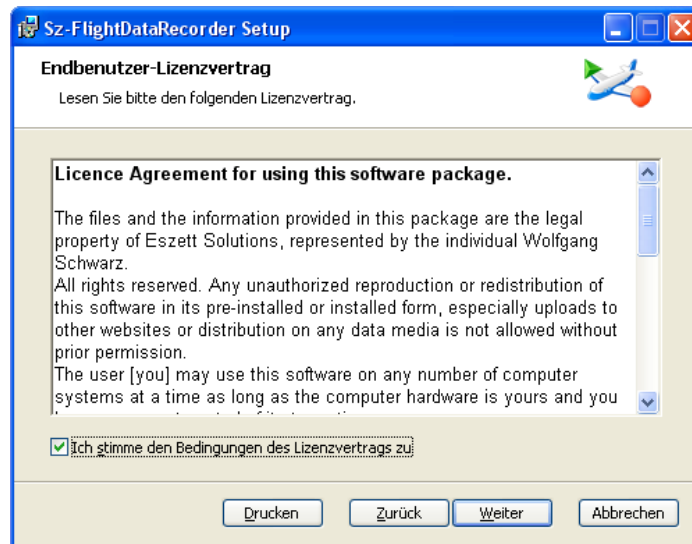 Sz-FlightDataRecorder Setup
Endbenutzer-Lizenzvertrag
Lesen Sie bitte den folgenden Lizenzvertrag.
Licence Agreement for using this software package.
The files and the information provided in this package are the legal
property of Eszett Solutions, represented by the individual Wolfgang
Schwarz.
All rights reserved. Any unauthorized reproduction or redistribution of
this software in its pre-installed or installed form, especially uploads to
other websites or distribution on any data media is not allowed without
prior permission.
The user [you] may use this software on any number of computer
systems at a time as long as the computer hardware is yours and you
Ich stimme den Bedingungen des Lizenzvertrags zu
Drucken Zurück Weiter Abbrechen